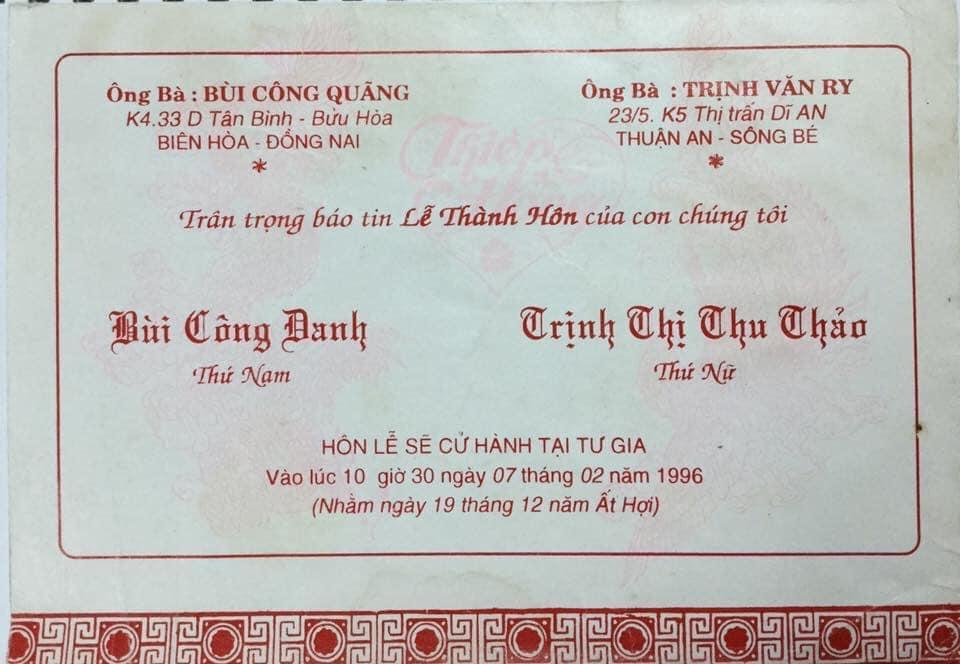 Ông Bà : BÙI CÔNG QUÃNG
K4.33 D Tân Bình - Bửu Hòa
BIÊN HÒA - ĐỒNG NAI
*
Ông Bà : TRỊNH VĂN RY
23/5. K5 Thị trấn Dĩ AN
THUẬN AN - SÔNG BÉ
*
Trân trọng báo tin Lễ Thành Hôn của con chúng tôi
Bùi Công Danh
Thứ Nam
Trịnh Thị Thu Thảo
Thứ Nữ
HÔN LỄ SẼ CỬ HÀNH TẠI TƯ GIA
Vào lúc 10 giờ 30 ngày 07 tháng 02 năm 1996
(Nhằm ngày 19 tháng 12 năm Ất Hợi)